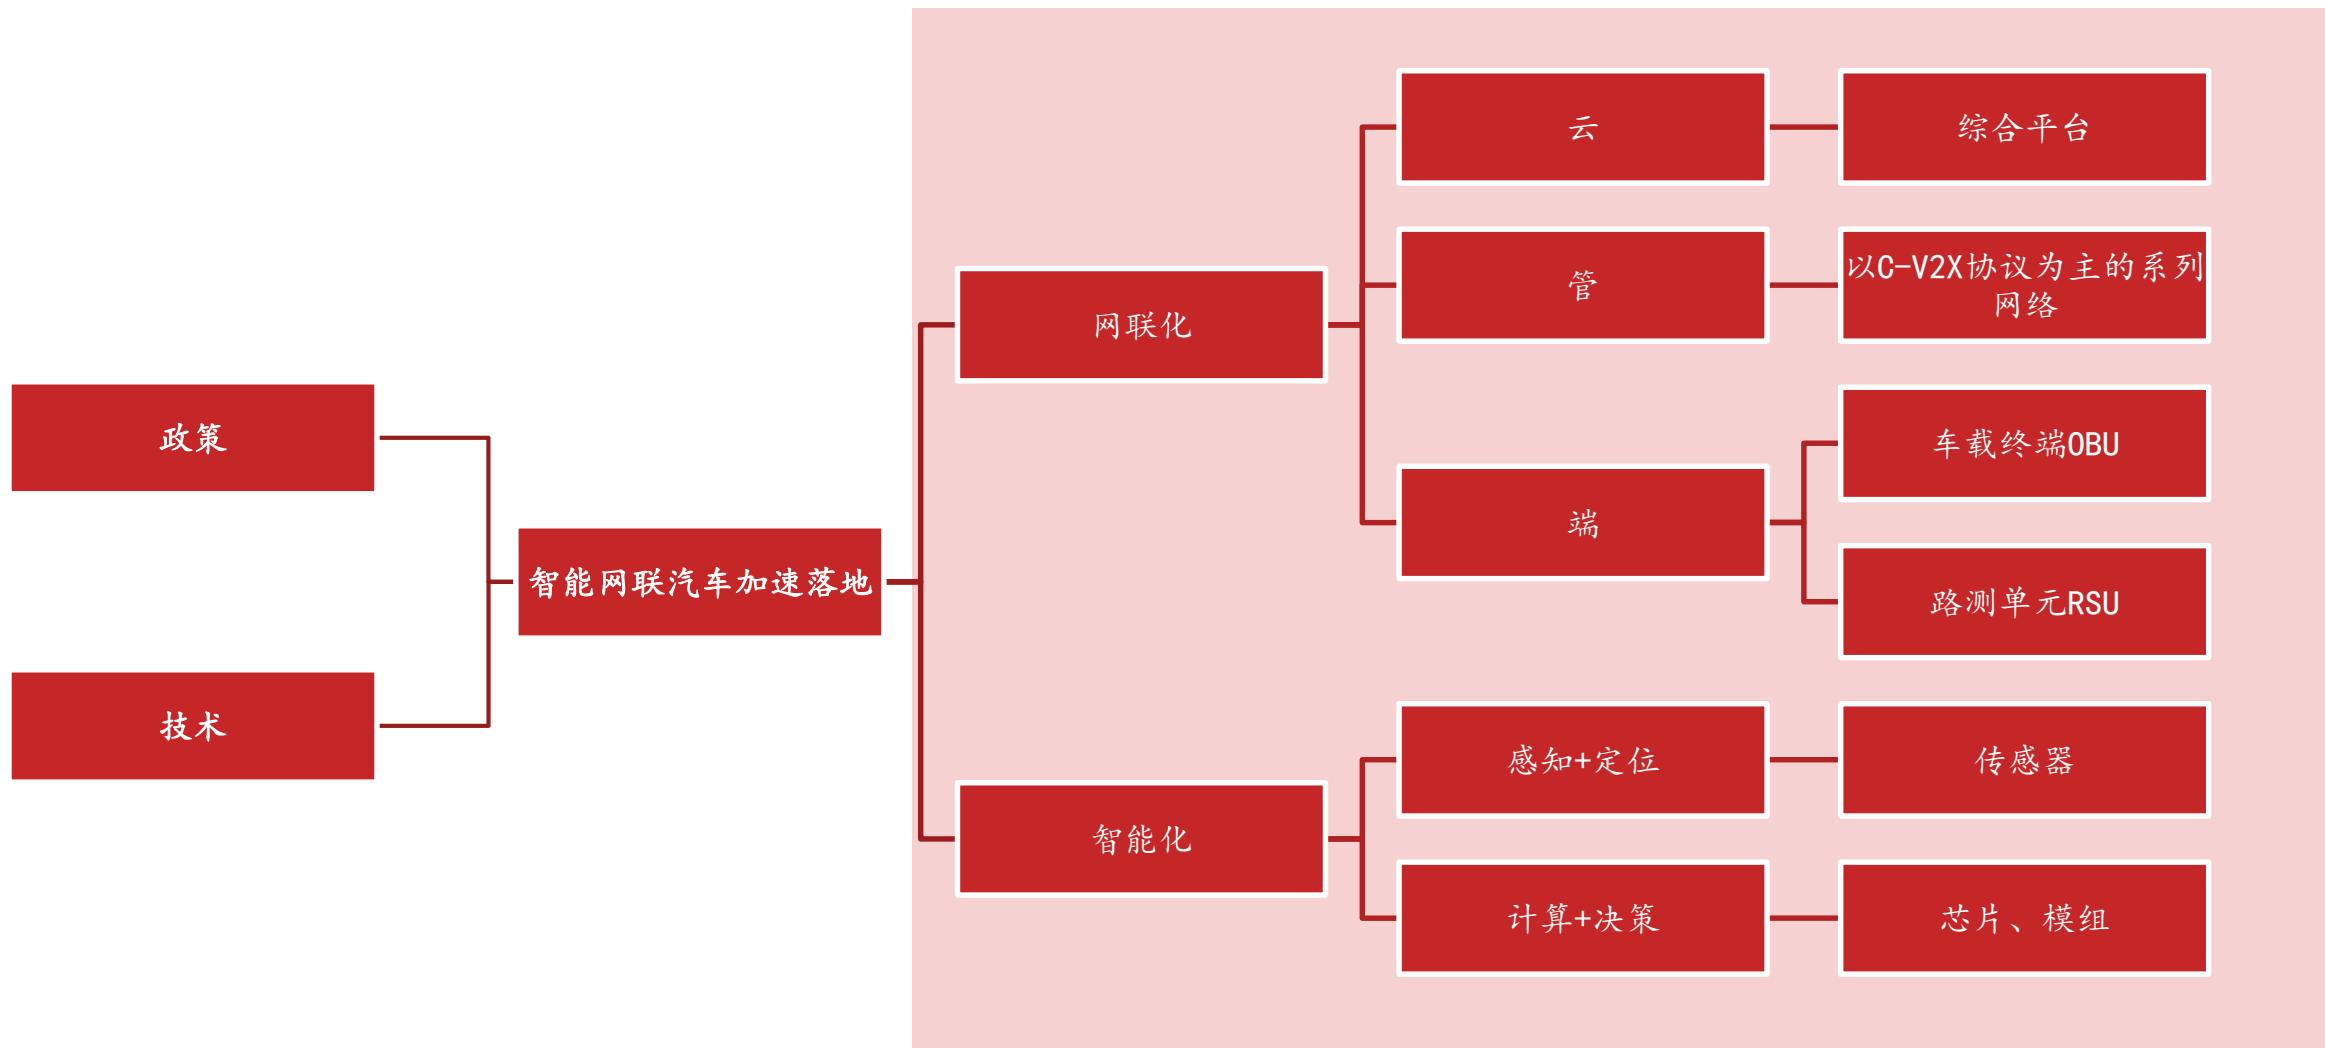 政策
技术
智能网联汽车加速落地
网联化
云
综合平台
管
以C-V2X协议为主的系列
网络
端
车载终端OBU
路测单元RSU
智能化
感知+定位
传感器
计算+决策
芯片、模组